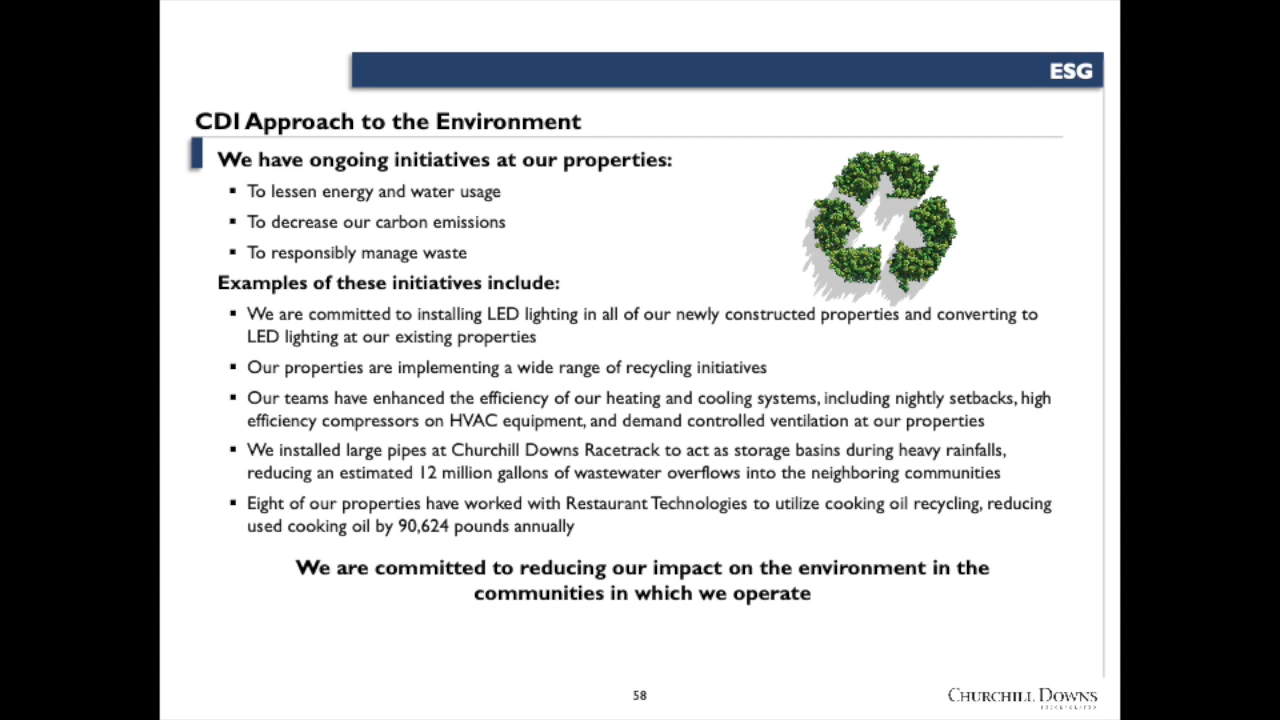 ESG
CDI Approach to the Environment
We have ongoing initiatives at our properties:
▪ To lessen energy and water usage
▪ To decrease our carbon emissions
▪ To responsibly manage waste
Examples of these initiatives include:
▪ We are committed to installing LED lighting in all of our newly constructed properties and converting to
LED lighting at our existing properties
▪ Our properties are implementing a wide range of recycling initiatives
▪ Our teams have enhanced the efficiency of our heating and cooling systems, including nightly setbacks, high
efficiency compressors on HVAC equipment, and demand controlled ventilation at our properties
▪ We installed large pipes at Churchill Downs Racetrack to act as storage basins during heavy rainfalls,
reducing an estimated 12 million gallons of wastewater overflows into the neighboring communities
▪ Eight of our properties have worked with Restaurant Technologies to utilize cooking oil recycling, reducing
used cooking oil by 90,624 pounds annually
We are committed to reducing our impact on the environment in the
communities in which we operate
58
CHURCHILL DOWNS
INCORPORATED